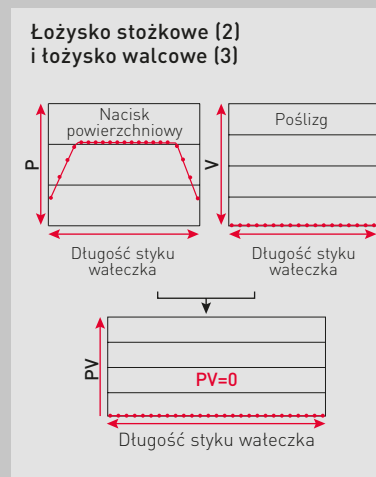 Łożysko stożkowe (2)
i łożysko walcowe (3)
Nacisk
powierzchniowy
P
Długość styku
wałeczka
Poślizg
V
Długość styku
wałeczka
PV
PV=0
Długość styku wałeczka